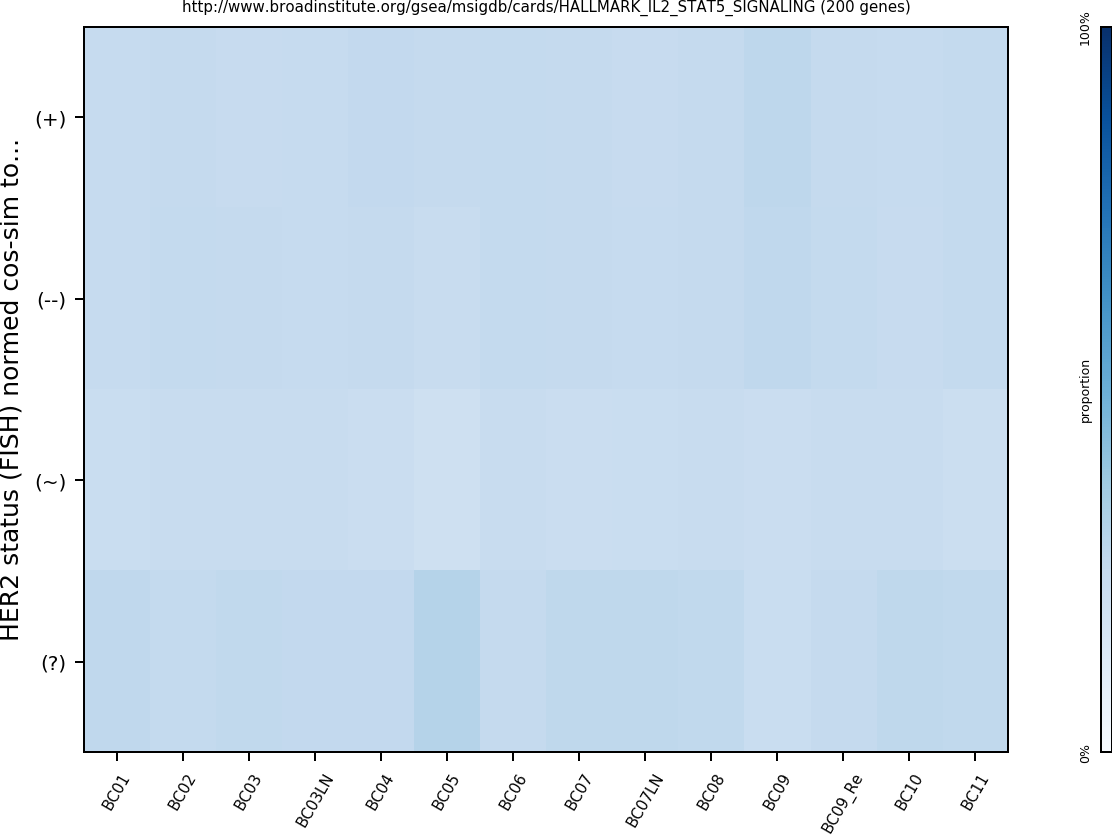 http://www.broadinstitute.org/gsea/msigdb/cards/HALLMARK_IL2_STAT5_SIGNALING (200 genes)
HER2 status (FISH) normed cos-sim to...
(+)
(--)
(~)
(?)
BC01
BC02
BC03
BC03LN
BC04
BC05
BC06
BC07
BC07LN
BC08
BC09
BC09_Re
BC10
BC11
100%
proportion
0%